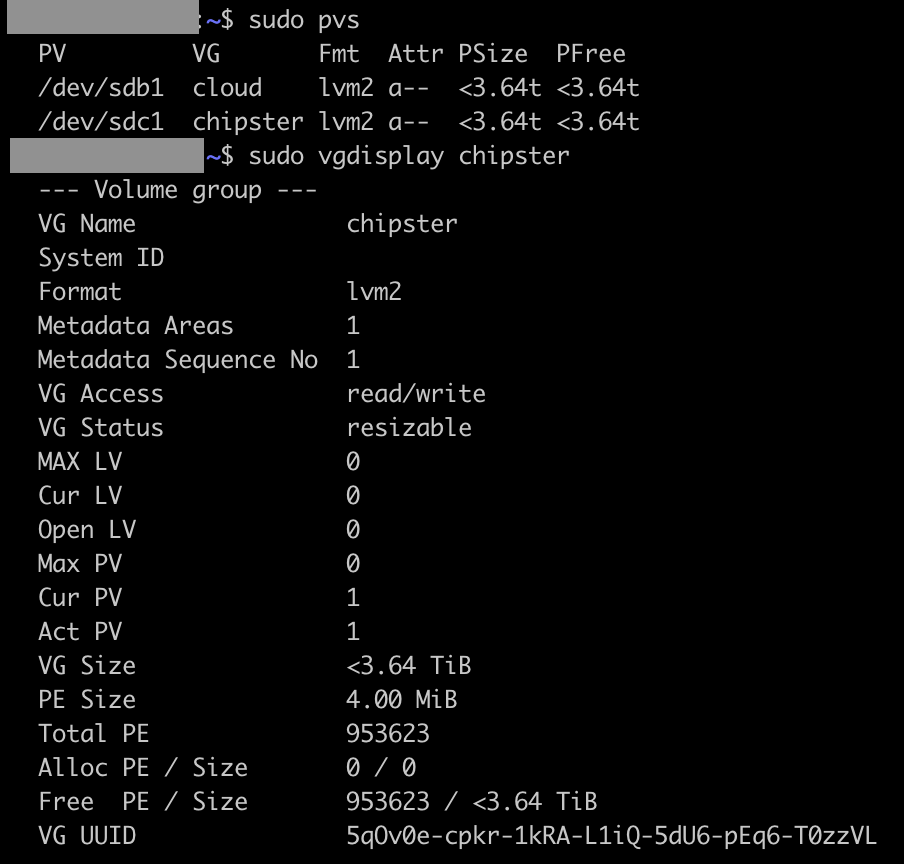 :~$ sudo pvs
PV VG Fmt Attr PSize PFree
/dev/sdb1 cloud lvm2 a-- <3.64t <3.64t
/dev/sdc1 chipster lvm2 a-- <3.64t <3.64t
~$ sudo vgdisplay chipster
--- Volume group ---
VG Name chipster
System ID
Format lvm2
Metadata Areas 1
Metadata Sequence No 1
VG Access read/write
VG Status resizable
MAX LV 0
Cur LV 0
Open LV 0
Max PV 0
Cur PV 1
Act PV 1
VG Size <3.64 TiB
PE Size 4.00 MiB
Total PE 953623
Alloc PE / Size 0 / 0
Free PE / Size 953623 / <3.64 TiB
VG UUID 5qOv0e-cpkr-1kRA-L1iQ-5dU6-pEq6-T0zzVL